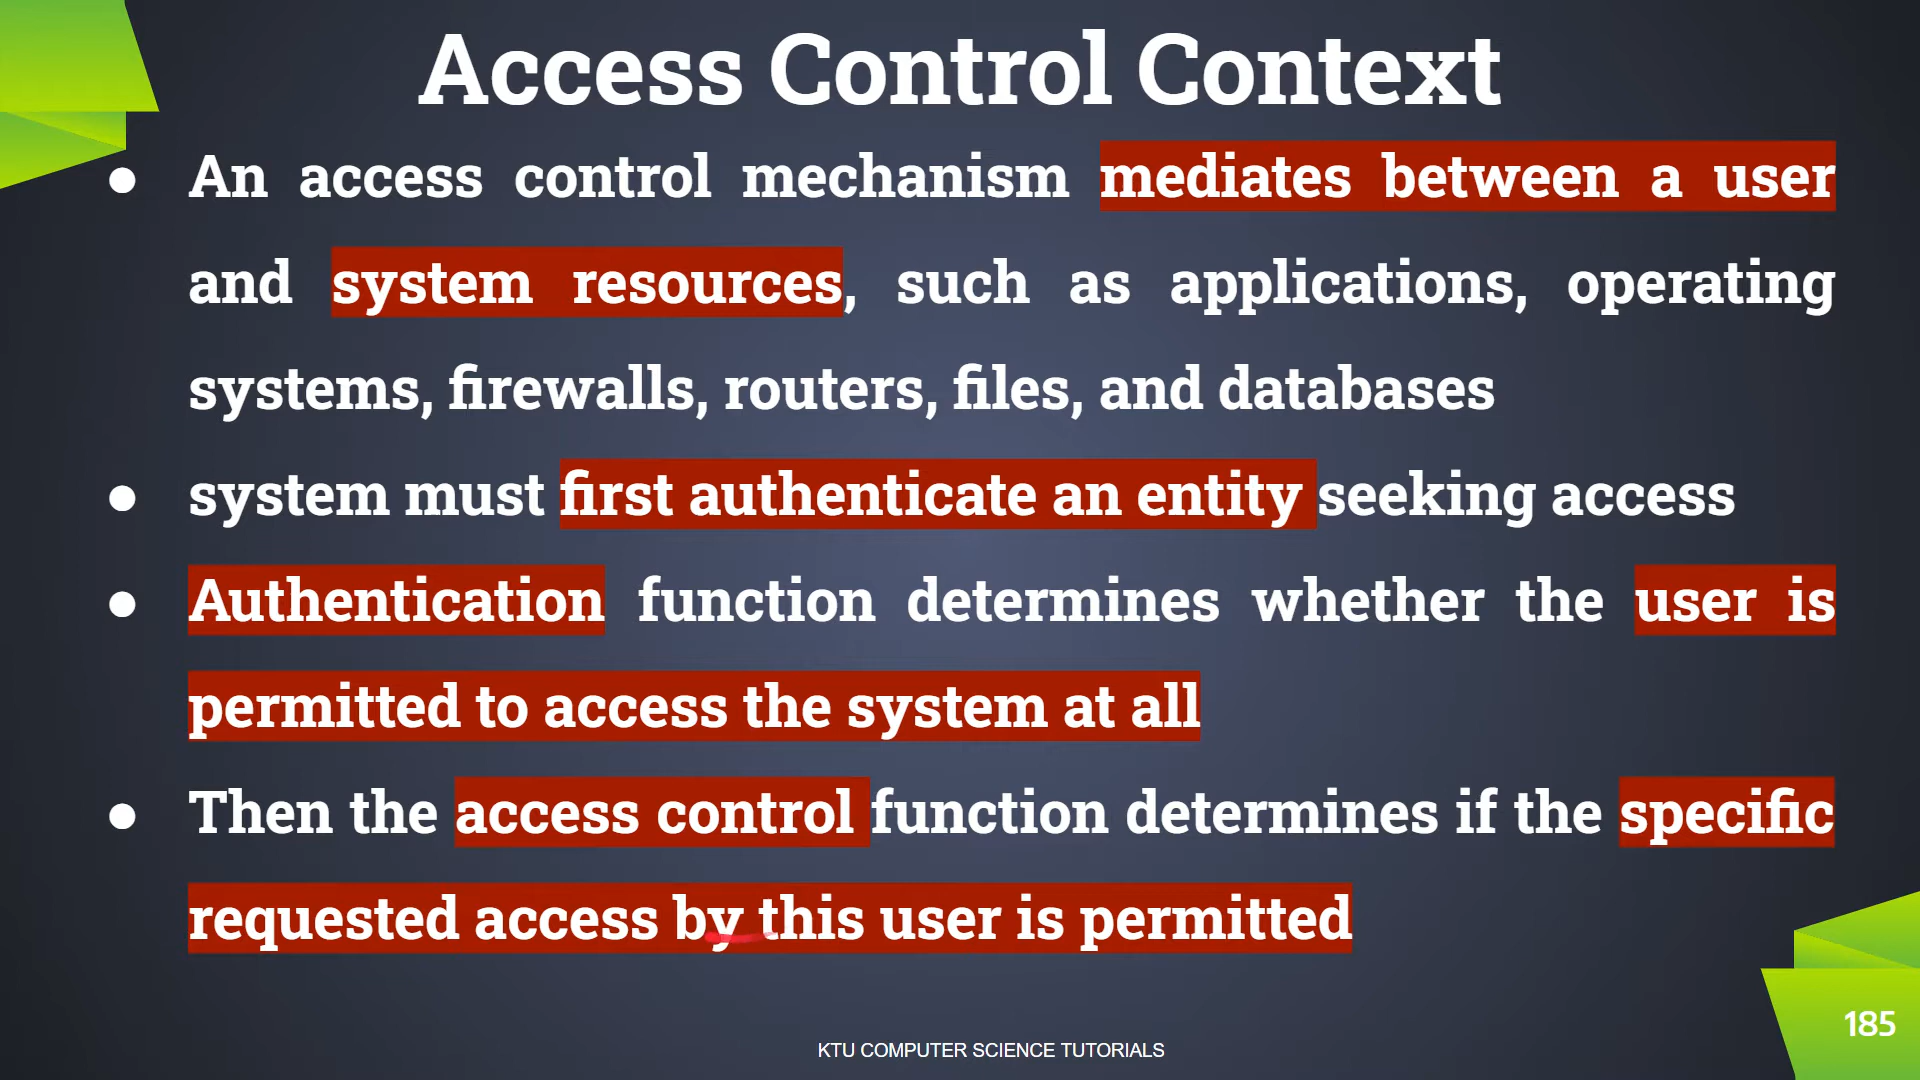 Access Control Context
● An access control mechanism mediates between a user
and system resources, such as applications, operating
systems, firewalls, routers, files, and databases
● system must first authenticate an entity seeking access
● Authentication function determines whether the user is
permitted to access the system at all
● Then the access control function determines if the specific
requested access by this user is permitted
185
KTU COMPUTER SCIENCE TUTORIALS